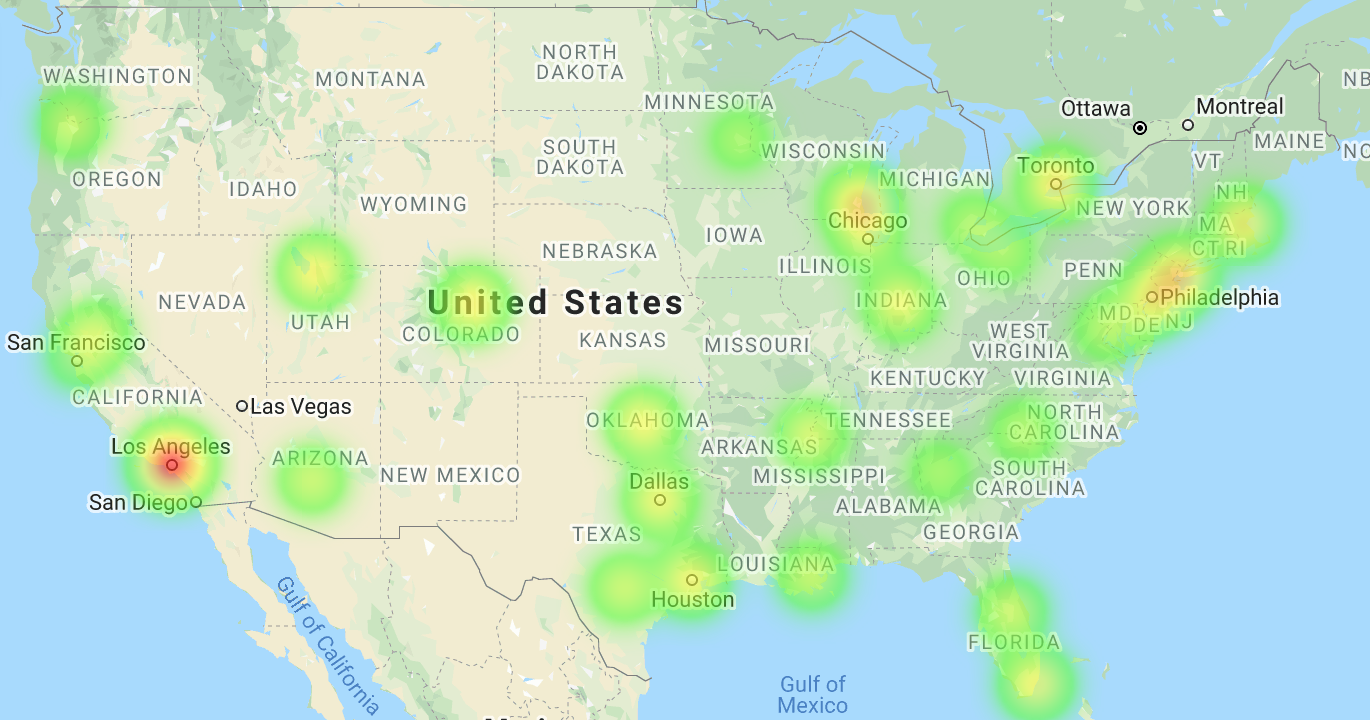 NORTH
DAKOTA
WASHINGTON
MONTANA
NB
MINNESOTA
Ottawa
Montreal
MAINE
NO
SOUTH
DAKOTA
WISCONSIN
VT
Toronto
OREGON
IDAHO
MICHIGAN
NH
WYOMING
NEW YORK
Chicago
MA
IOWA
CT RI
NEBRASKA
ILLINOIS
PENN
OHIO
NEVADA
United States
INDIANA
Philadelphia
MD
DE NJ
UTAH
COLORADO
KANSAS
MISSOURI
WEST
VIRGINIA
San Francisco
KENTUCKY
VIRGINIA
CALIFORNIA
Las Vegas
OKLAHOMA
TENNESSEE
NORTH
CAROLINA
Los Angeles
ARIZONA
NEW MEXICO
ARKANSAS
MISSISSIPPI
SOUTH
CAROLINA
Dallas
San Diego
ALABAMA
TEXAS
GEORGIA
LOUISIANA
Houston
Gulf of California
FLORIDA
Gulf of
Mexico